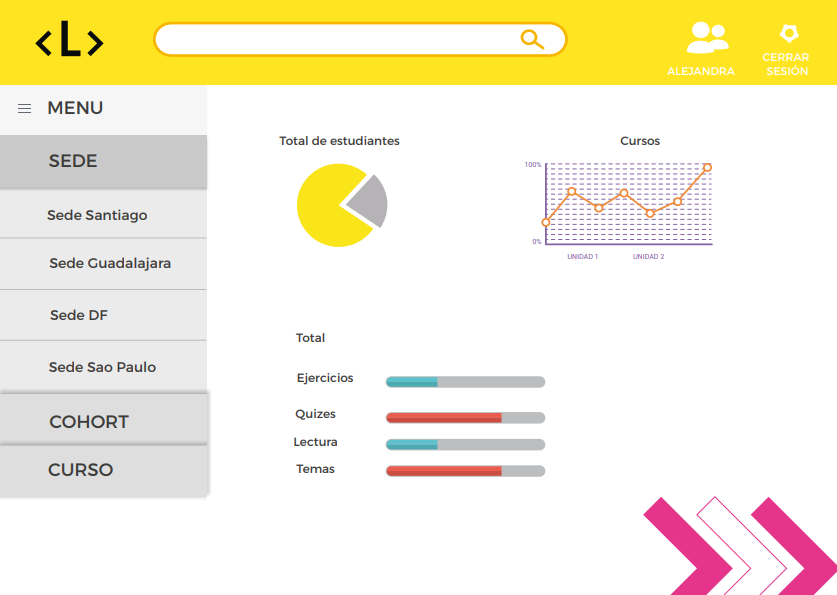 <L>
ALEJANDRA
CERRAR
SESIÓN
MENU
SEDE
Sede Santiago
Sede Guadalajara
Sede DF
Sede Sao Paulo
COHORT
CURSO
Total de estudiantes
Cursos
100%
0%
UNIDAD 1
UNIDAD 2
Total
Ejercicios
Quizes
Lectura
Temas